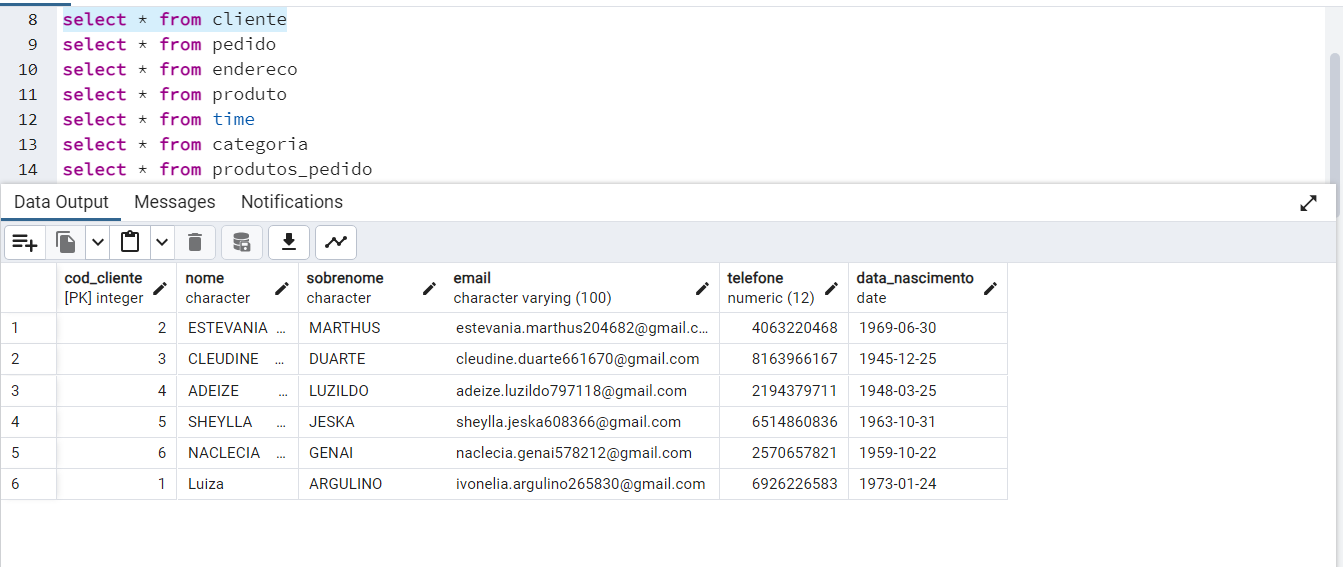 8 select * from cliente
9 select * from pedido
10 select * from endereco
11 select * from produto
12 select * from time
13 select * from categoria
14 select * from produtos_pedido
Data Output Messages Notifications
cod_cliente nome sobrenome email telefone data_nascimento
[PK] integer character character character varying (100) numeric (12) date
1 2 ESTEVANIA ... MARTHUS estevania.marthus204682@gmail.c... 4063220468 1969-06-30
2 3 CLEUDINE ... DUARTE cleudine.duarte661670@gmail.com 8163966167 1945-12-25
3 4 ADEIZE ... LUZILDO adeize.luzildo797118@gmail.com 2194379711 1948-03-25
4 5 SHEYLLA ... JESKA sheylla.jeska608366@gmail.com 6514860836 1963-10-31
5 6 NACLECIA ... GENAI naclecia.genai578212@gmail.com 2570657821 1959-10-22
6 1 Luiza ARGULINO ivonelia.argulino265830@gmail.com 6926226583 1973-01-24